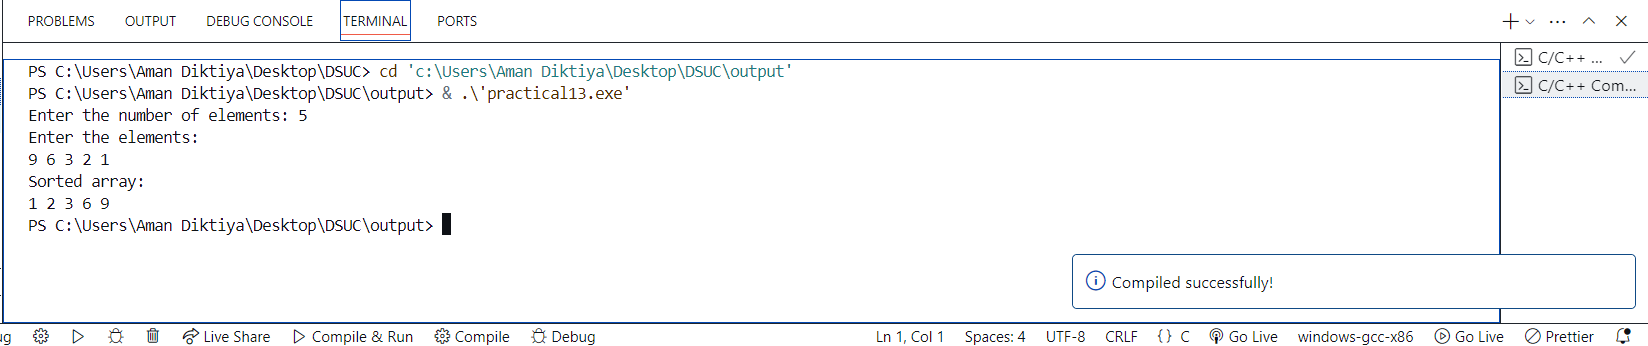 PROBLEMS OUTPUT DEBUG CONSOLE TERMINAL PORTS
PS C:\Users\Aman Diktiya\Desktop\DSUC> cd 'c:\Users\Aman Diktiya\Desktop\DSUC\output'
PS C:\Users\Aman Diktiya\Desktop\DSUC\output> & .\'practical13.exe'
Enter the number of elements: 5
Enter the elements:
9 6 3 2 1
Sorted array:
1 2 3 6 9
PS C:\Users\Aman Diktiya\Desktop\DSUC\output>
C/C++ ...
C/C++ Com...
Compiled successfully!
ug Live Share Compile & Run Compile Debug Ln 1, Col 1 Spaces: 4 UTF-8 CRLF {} C Go Live windows-gcc-x86 Go Live Prettier